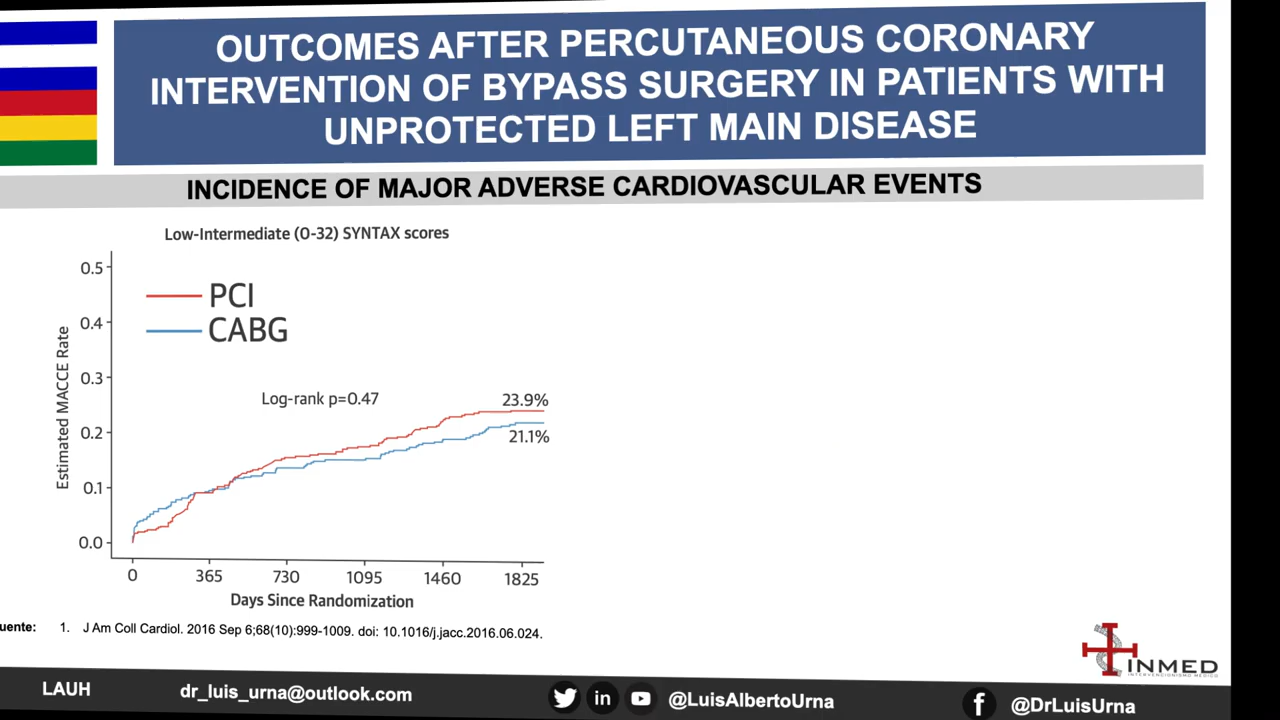 OUTCOMES AFTER PERCUTANEOUS CORONARY
INTERVENTION OF BYPASS SURGERY IN PATIENTS WITH
UNPROTECTED LEFT MAIN DISEASE
INCIDENCE OF MAJOR ADVERSE CARDIOVASCULAR EVENTS
Low-Intermediate (0-32) SYNTAX scores
Estimated MACCE Rate
0.5
0.4
0.3
0.2
0.1
0.0
PCI
CABG
Log-rank p=0.47
23.9%
21.1%
0 365 730 1095 1460 1825
Days Since Randomization
uente: 1. J Am Coll Cardiol. 2016 Sep 6;68(10):999-1009. doi: 10.1016/j.jacc.2016.06.024.
INMED
INTERVENCIONISMO MÉDICO
LAUH dr_luis_urna@outlook.com in @LuisAlbertoUrna f @DrLuisUrna